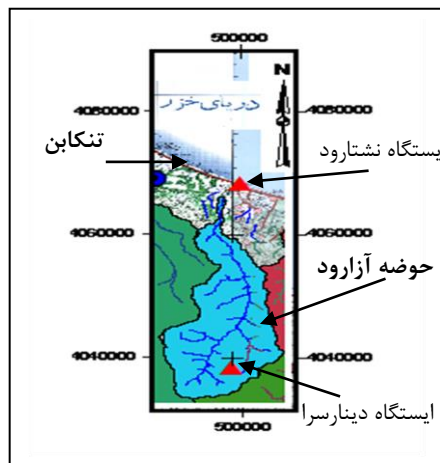 500000
N
4080000
4080000
دریای خزر
تنکابن
یستگاه نشتارود
4060000
4060000
حوضه آزارود
4040000
4040000
ایستگاه دینارسرا
500000